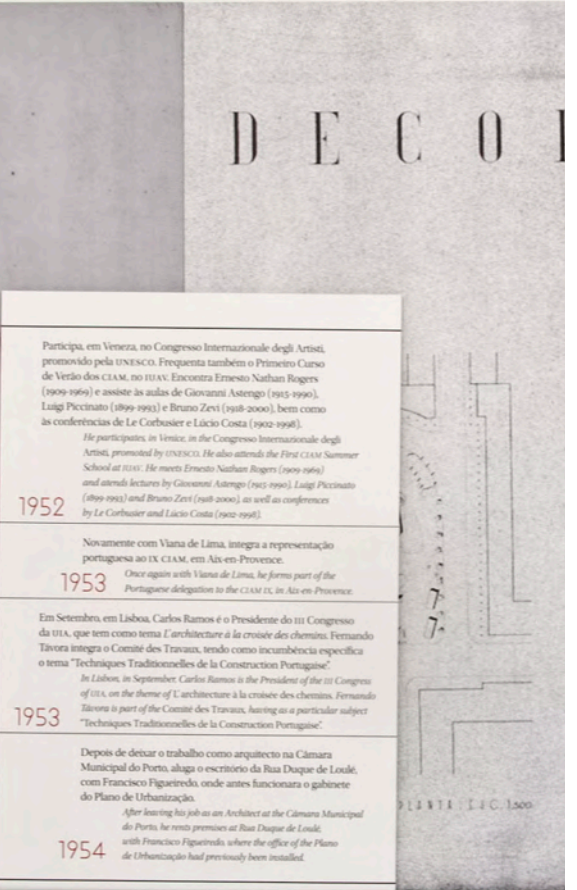 D E C O
Participa, em Veneza, no Congresso Internazionale degli Artisti,
promovido pela UNESCO. Frequenta também o Primeiro Curso
de Verão dos CIAM, no IUAV. Encontra Ernesto Nathan Rogers
(1909-1969) e assiste às aulas de Giovanni Astengo (1915-1990),
Luigi Piccinato (1899-1993) e Bruno Zevi (1918-2000), bem como
às conferências de Le Corbusier e Lúcio Costa (1902-1998).
He participates, in Venice, in the Congresso Internazionale degli
Artisti, promoted by UNESCO. He also attends the First CIAM Summer
School at IUAV. He meets Ernesto Nathan Rogers (1909-1969)
and atends lectures by Giovanni Astengo (1915-1990), Luigi Piccinato
(1899-1993) and Bruno Zevi (1918-2000), as well as conferences
by Le Corbusier and Lúcio Costa (1902-1998).
1952
Novamente com Viana de Lima, integra a representação
portuguesa ao IX CIAM, em Aix-en-Provence.
Once again with Viana de Lima, he forms part of the
Portuguese delegation to the CIAM IX, in Aix-en-Provence.
1953
Em Setembro, em Lisboa, Carlos Ramos é o Presidente do III Congresso
da UIA, que tem como tema L'architecture à la croisée des chemins. Fernando
Távora integra o Comité des Travaux, tendo como incumbência específica
o tema "Techniques Traditionnelles de la Construction Portugaise".
In Lisbon, in September, Carlos Ramos is the President of the III Congress
of UIA, on the theme of L'architecture à la croisée des chemins. Fernando
Távora is part of the Comité des Travaux, having as a particular subject
"Techniques Traditionnelles de la Construction Portugaise".
1953
Depois de deixar o trabalho como arquitecto na Câmara
Municipal do Porto, aluga o escritório da Rua Duque de Loulé,
com Francisco Figueiredo, onde antes funcionara o gabinete
do Plano de Urbanização.
After leaving his job as an Architect at the Câmara Municipal
do Porto, he rents premises at Rua Duque de Loulé,
with Francisco Figueiredo, where the office of the Plano
de Urbanização had previously been installed.
1954
PLANTA ESC. 1:500